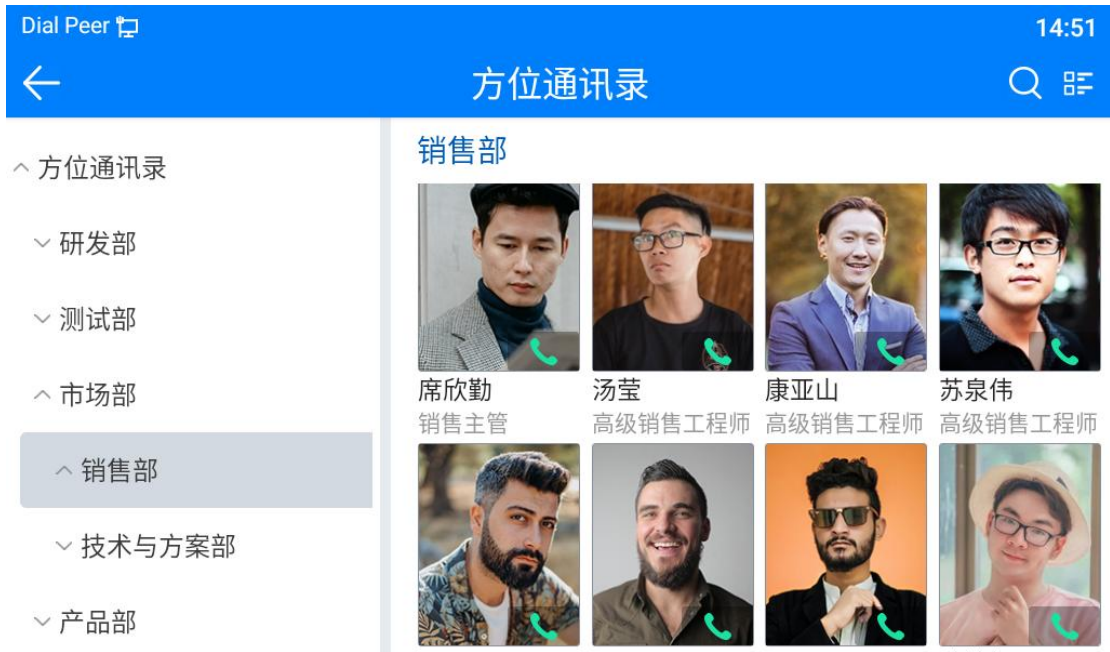 Dial Peer
14:51
方位通讯录
方位通讯录
研发部
测试部
市场部
销售部
技术与方案部
产品部
销售部
席欣勤 汤莹 康亚山 苏泉伟
销售主管 高级销售工程师 高级销售工程师 高级销售工程师